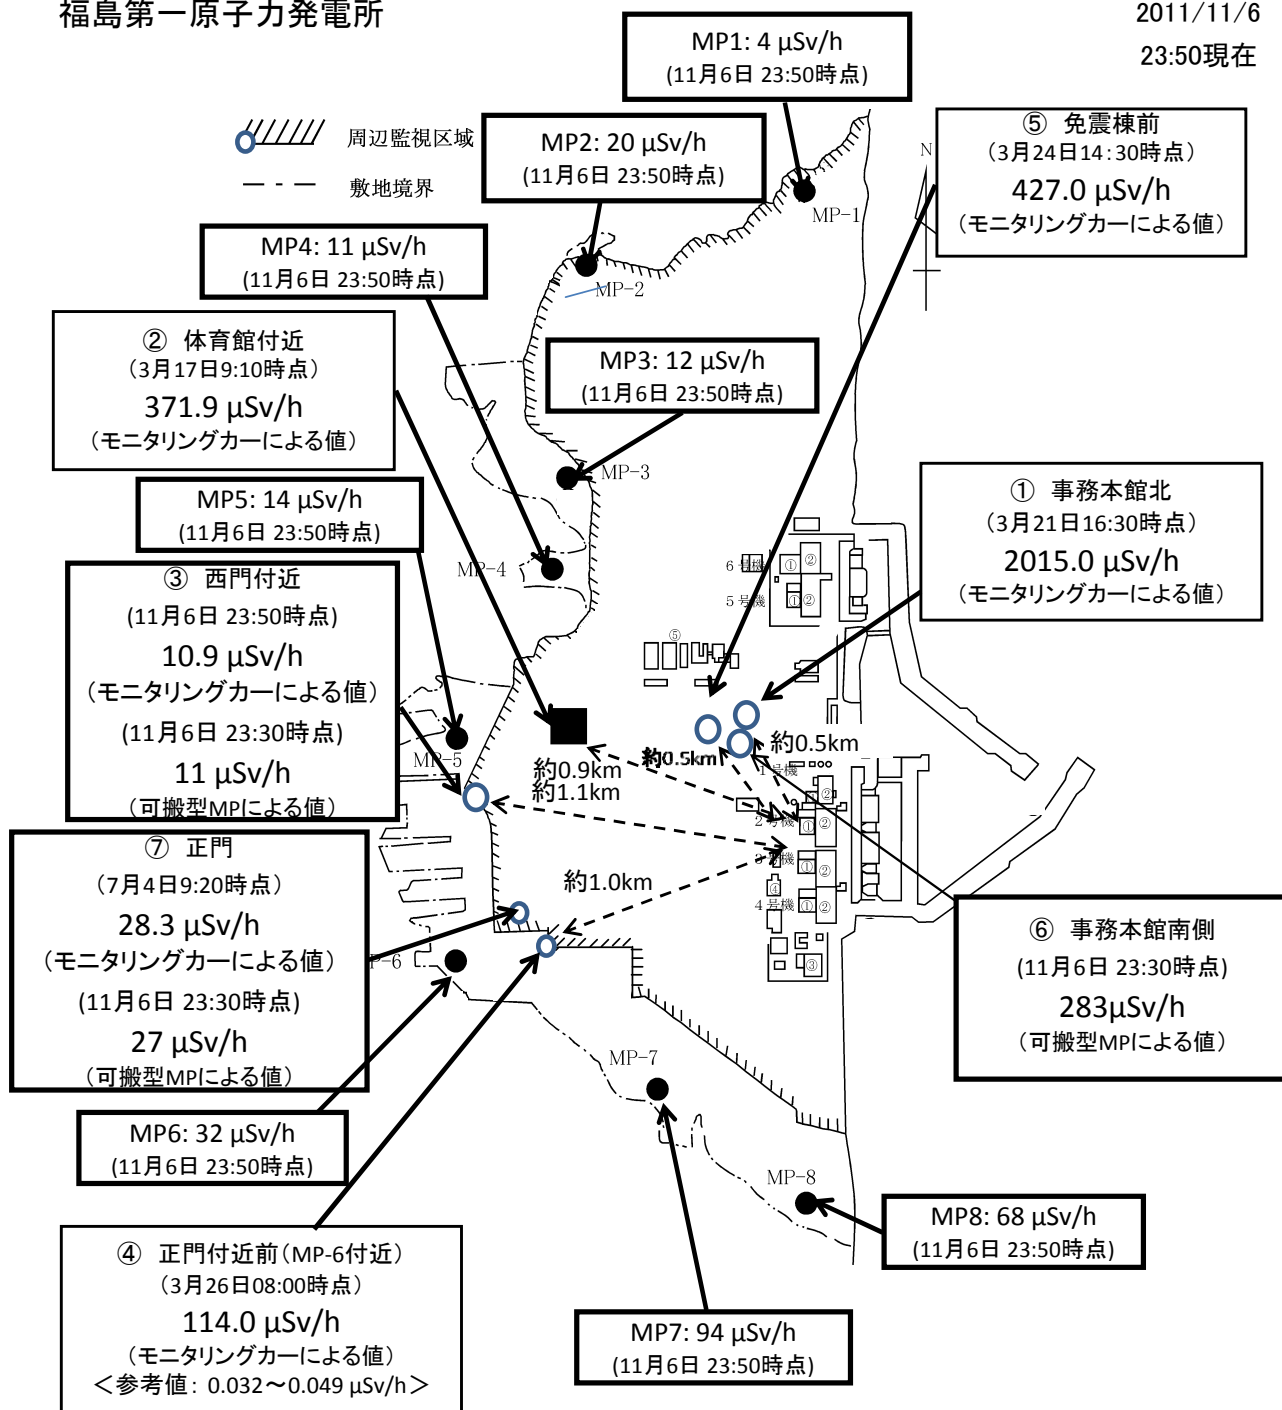 福島第一原子力発電所
2011/11/6
23:50現在
MP1: 4 μSv/h
(11月6日 23:50時点)
周辺監視区域
敷地境界
MP2: 20 μSv/h
(11月6日 23:50時点)
⑤ 免震棟前
(3月24日14:30時点)
427.0 μSv/h
(モニタリングカーによる値)
N
MP-1
MP4: 11 μSv/h
(11月6日 23:50時点)
MP-2
② 体育館付近
(3月17日9:10時点)
371.9 μSv/h
(モニタリングカーによる値)
MP3: 12 μSv/h
(11月6日 23:50時点)
MP-3
① 事務本館北
(3月21日16:30時点)
2015.0 μSv/h
(モニタリングカーによる値)
MP5: 14 μSv/h
(11月6日 23:50時点)
MP-4
③ 西門付近
(11月6日 23:50時点)
10.9 μSv/h
(モニタリングカーによる値)
(11月6日 23:30時点)
11 μSv/h
(可搬型MPによる値)
6号機
① ②
5号機
① ②
⑤
MP-5
約0.9km
約1.1km
約0.5km
約0.5km
1号機
②
2号機
① ②
3号機
① ②
④
4号機
① ②
③
約1.0km
⑦ 正門
(7月4日9:20時点)
28.3 μSv/h
(モニタリングカーによる値)
(11月6日 23:30時点)
27 μSv/h
(可搬型MPによる値)
P-6
⑥ 事務本館南側
(11月6日 23:30時点)
283μSv/h
(可搬型MPによる値)
MP-7
MP6: 32 μSv/h
(11月6日 23:50時点)
MP-8
MP8: 68 μSv/h
(11月6日 23:50時点)
④ 正門付近前(MP-6付近)
(3月26日08:00時点)
114.0 μSv/h
(モニタリングカーによる値)
<参考値: 0.032～0.049 μSv/h>
MP7: 94 μSv/h
(11月6日 23:50時点)